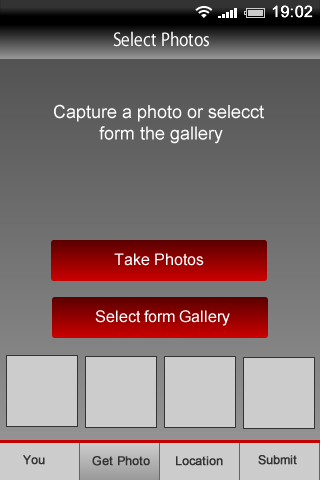 19:02
Select Photos
Capture a photo or selecct
form the gallery
Take Photos
Select form Gallery
You
Get Photo
Location
Submit